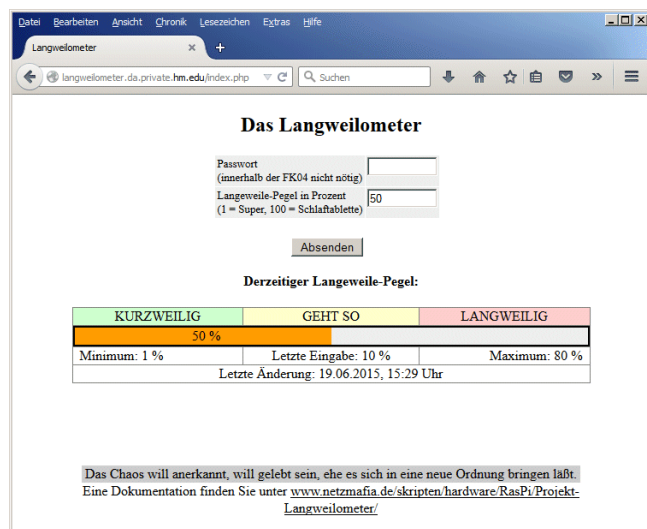 Datei Bearbeiten Ansicht Chronik Lesezeichen Extras Hilfe
Langweilometer
langweilometer.da.private.hm.edu/index.php
Suchen
Das Langweilometer
Passwort
(innerhalb der FK04 nicht nötig)
Langeweile-Pegel in Prozent
(1 = Super, 100 = Schlaftablette)
50
Absenden
Derzeitiger Langeweile-Pegel:
KURZWEILIG GEHT SO LANGWEILIG
50 %
Minimum: 1 % Letzte Eingabe: 10 % Maximum: 80 %
Letzte Änderung: 19.06.2015, 15:29 Uhr
Das Chaos will anerkannt, will gelebt sein, ehe es sich in eine neue Ordnung bringen läßt.
Eine Dokumentation finden Sie unter www.netzmafia.de/skripten/hardware/RasPi/Projekt-
Langweilometer/